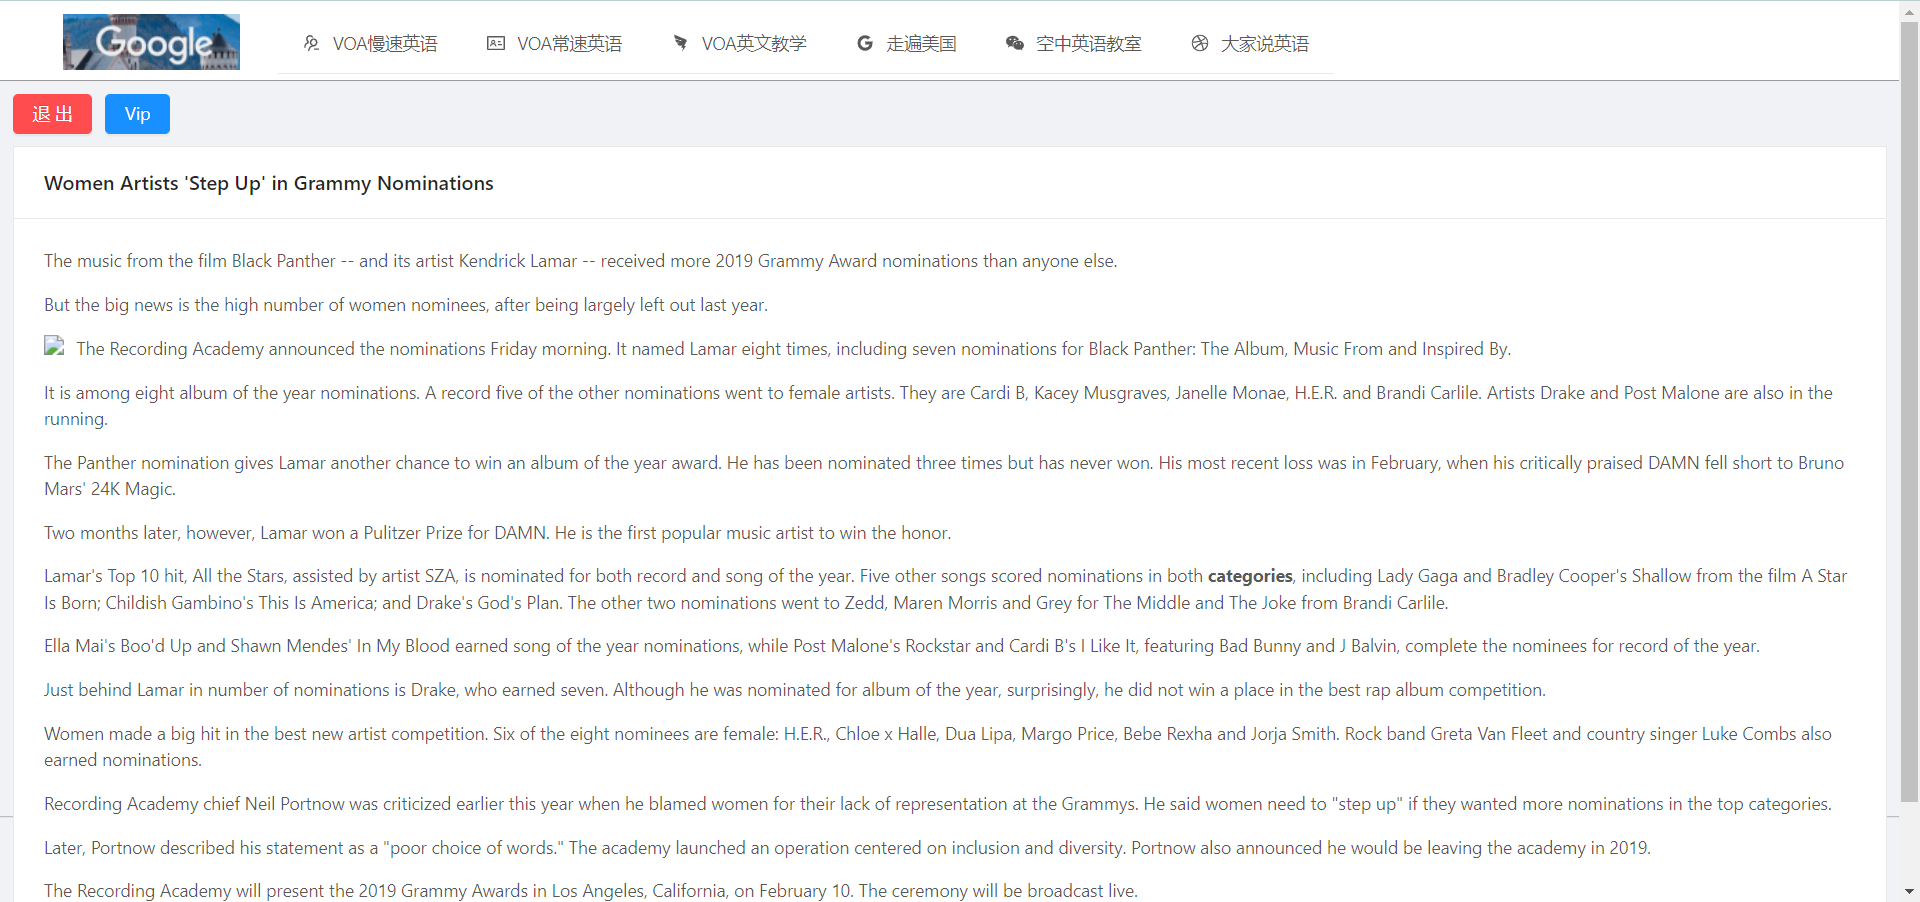 Google
VOA慢速英语
VOA常速英语
VOA英文教学
走遍美国
空中英语教室
大家说英语
退 出
Vip
Women Artists 'Step Up' in Grammy Nominations
The music from the film Black Panther -- and its artist Kendrick Lamar -- received more 2019 Grammy Award nominations than anyone else.
But the big news is the high number of women nominees, after being largely left out last year.
The Recording Academy announced the nominations Friday morning. It named Lamar eight times, including seven nominations for Black Panther: The Album, Music From and Inspired By.
It is among eight album of the year nominations. A record five of the other nominations went to female artists. They are Cardi B, Kacey Musgraves, Janelle Monae, H.E.R. and Brandi Carlile. Artists Drake and Post Malone are also in the
running.
The Panther nomination gives Lamar another chance to win an album of the year award. He has been nominated three times but has never won. His most recent loss was in February, when his critically praised DAMN fell short to Bruno
Mars' 24K Magic.
Two months later, however, Lamar won a Pulitzer Prize for DAMN. He is the first popular music artist to win the honor.
Lamar's Top 10 hit, All the Stars, assisted by artist SZA, is nominated for both record and song of the year. Five other songs scored nominations in both categories, including Lady Gaga and Bradley Cooper's Shallow from the film A Star
Is Born; Childish Gambino's This Is America; and Drake's God's Plan. The other two nominations went to Zedd, Maren Morris and Grey for The Middle and The Joke from Brandi Carlile.
Ella Mai's Boo'd Up and Shawn Mendes' In My Blood earned song of the year nominations, while Post Malone's Rockstar and Cardi B's I Like It, featuring Bad Bunny and J Balvin, complete the nominees for record of the year.
Just behind Lamar in number of nominations is Drake, who earned seven. Although he was nominated for album of the year, surprisingly, he did not win a place in the best rap album competition.
Women made a big hit in the best new artist competition. Six of the eight nominees are female: H.E.R., Chloe x Halle, Dua Lipa, Margo Price, Bebe Rexha and Jorja Smith. Rock band Greta Van Fleet and country singer Luke Combs also
earned nominations.
Recording Academy chief Neil Portnow was criticized earlier this year when he blamed women for their lack of representation at the Grammys. He said women need to "step up" if they wanted more nominations in the top categories.
Later, Portnow described his statement as a "poor choice of words." The academy launched an operation centered on inclusion and diversity. Portnow also announced he would be leaving the academy in 2019.
The Recording Academy will present the 2019 Grammy Awards in Los Angeles, California, on February 10. The ceremony will be broadcast live.